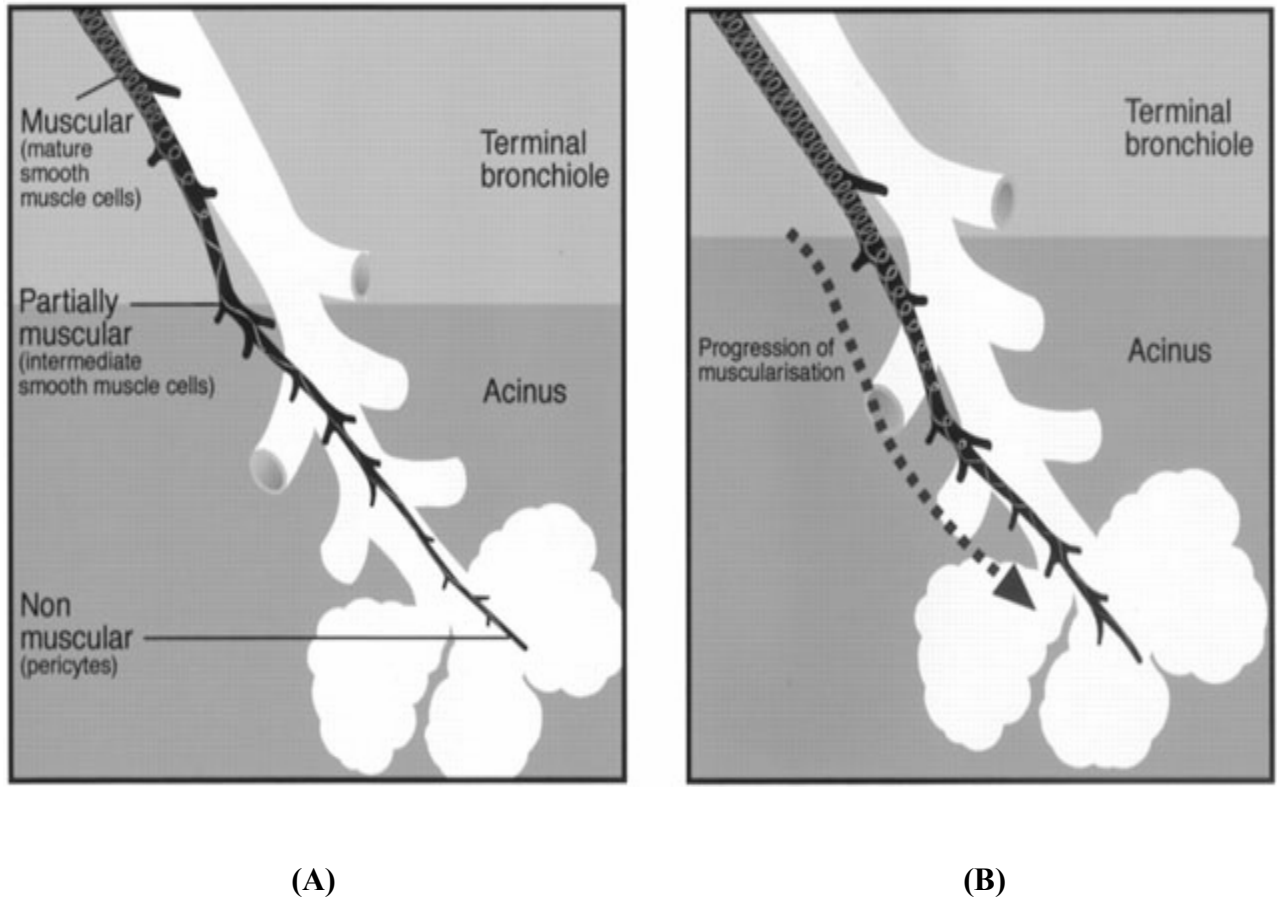 Muscular
(mature
smooth
muscle cells)
Terminal
bronchiole
Partially
muscular
(intermediate
smooth muscle cells)
Acinus
Non
muscular
(pericytes)
(A)
Terminal
bronchiole
Progression of
muscularisation
Acinus
(B)